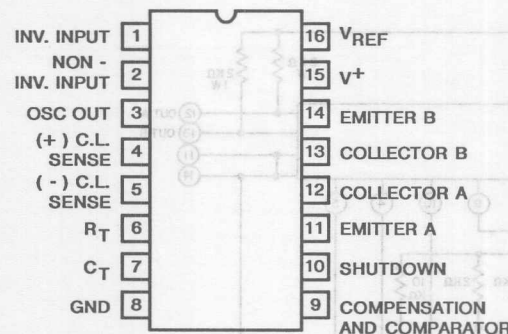 INV. INPUT 1
NON -
INV. INPUT 2
OSC OUT 3
(+) C.L.
SENSE 4
(-) C.L.
SENSE 5
RT 6
CT 7
GND 8
16 VREF
15 V+
14 EMITTER B
13 COLLECTOR B
12 COLLECTOR A
11 EMITTER A
10 SHUTDOWN
9 COMPENSATION
AND COMPARATOR